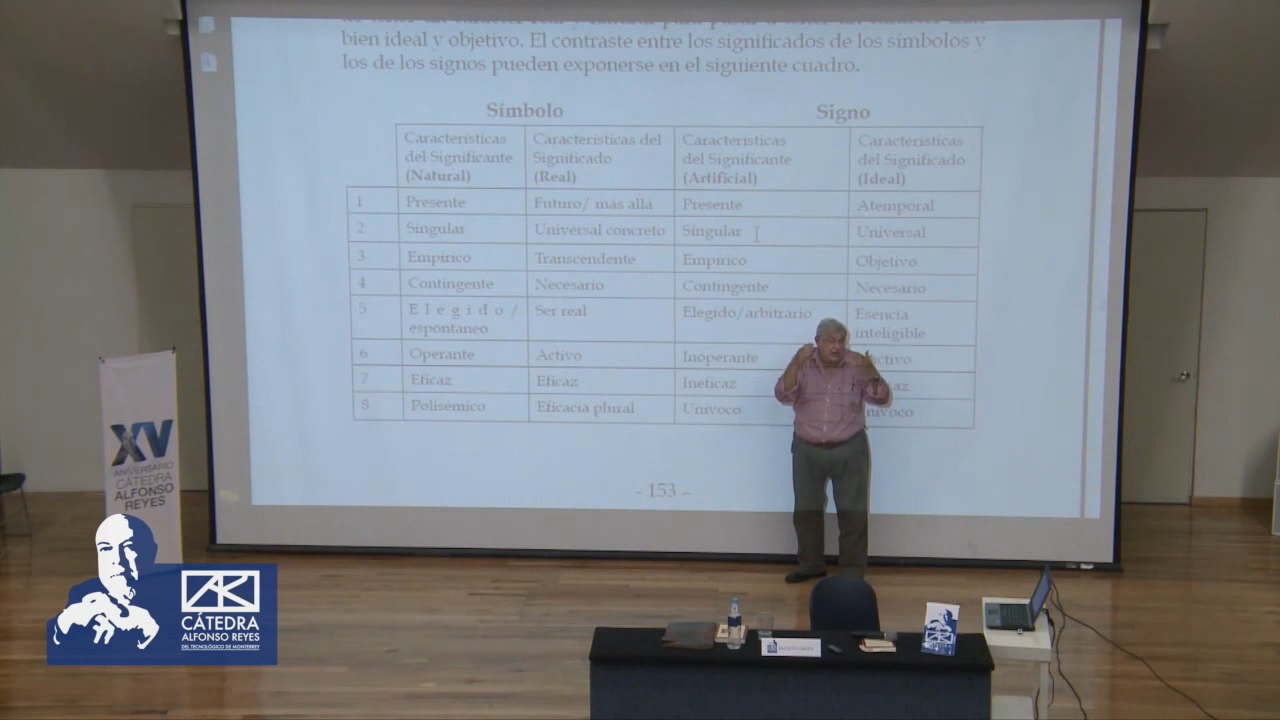 bien ideal y objetivo. El contraste entre los significados de los simbolos y
los de los signos pueden exponerse en el siguiente cuadro.
Simbolo Signo
Características del Significante (Natural) Características del Significado (Real) Características del Significante (Artificial) Características del Significado (Ideal)
1 Presente Futuro/ más alla Presente Atemporal
2 Singular Universal concreto Singular Universal
3 Empírico Transcendente Empírico Objetivo
4 Contingente Necesario Contingente Necesario
5 Elegido/ espontaneo Ser real Elegido/arbitrario Esencia inteligible
6 Operante Activo Inoperante
7 Eficaz Eficaz Ineficaz
8 Polisémico Eficacia plural Unívoco
- 153 -
XV
ANIVERSARIO
CÁTEDRA
ALFONSO
REYES
CÁTEDRA
ALFONSO REYES
DEL TECNOLÓGICO DE MONTERREY